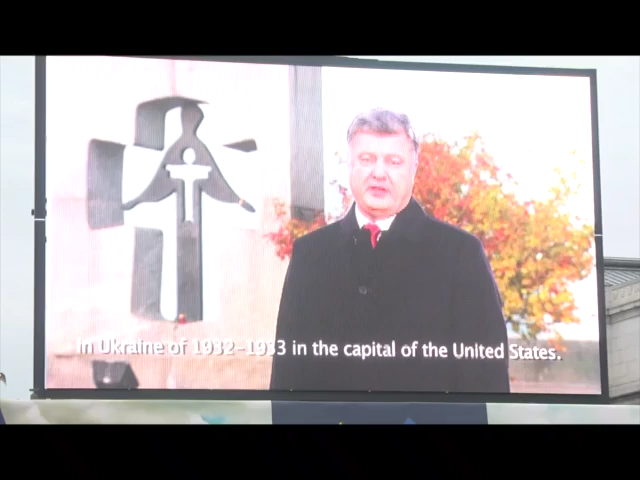 in Ukraine of 1932-1933 in the capital of the United States.